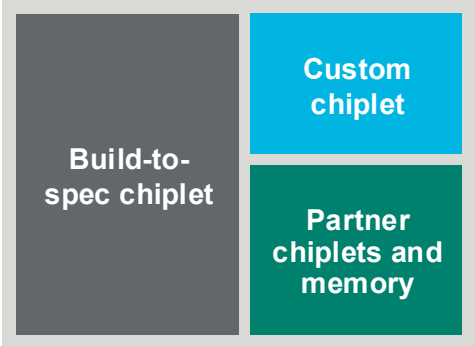 Build-to-
spec chiplet
Custom
chiplet
Partner
chiplets and
memory